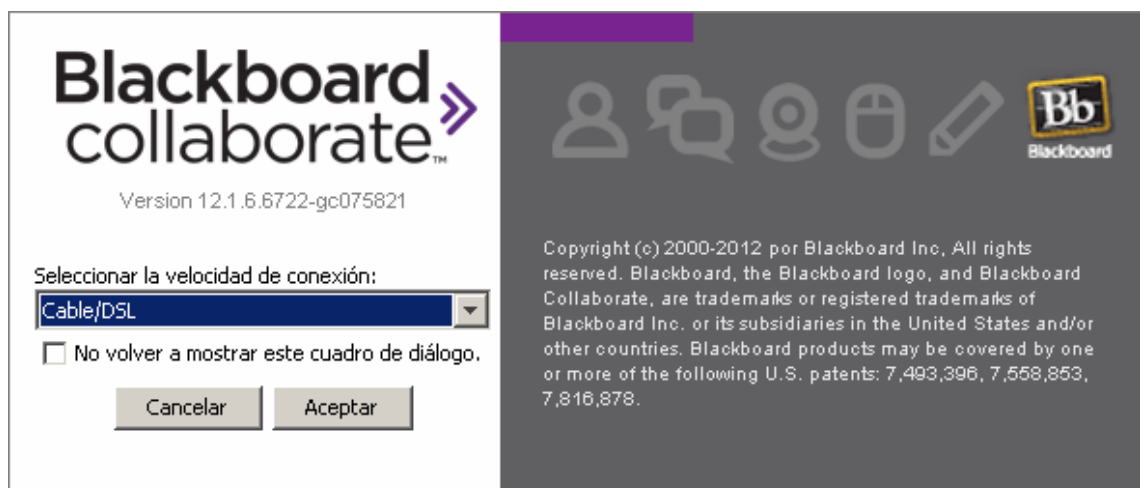 Blackboard
collaborate™
Version 12.1.6.6722-gc075821
Seleccionar la velocidad de conexión:
Cable/DSL
No volver a mostrar este cuadro de diálogo.
Cancelar
Aceptar
Bb
Blackboard
Copyright (c) 2000-2012 por Blackboard Inc, All rights
reserved. Blackboard, the Blackboard logo, and Blackboard
Collaborate, are trademarks or registered trademarks of
Blackboard Inc. or its subsidiaries in the United States and/or
other countries. Blackboard products may be covered by one
or more of the following U.S. patents: 7,493,396, 7,558,853,
7,816,878.